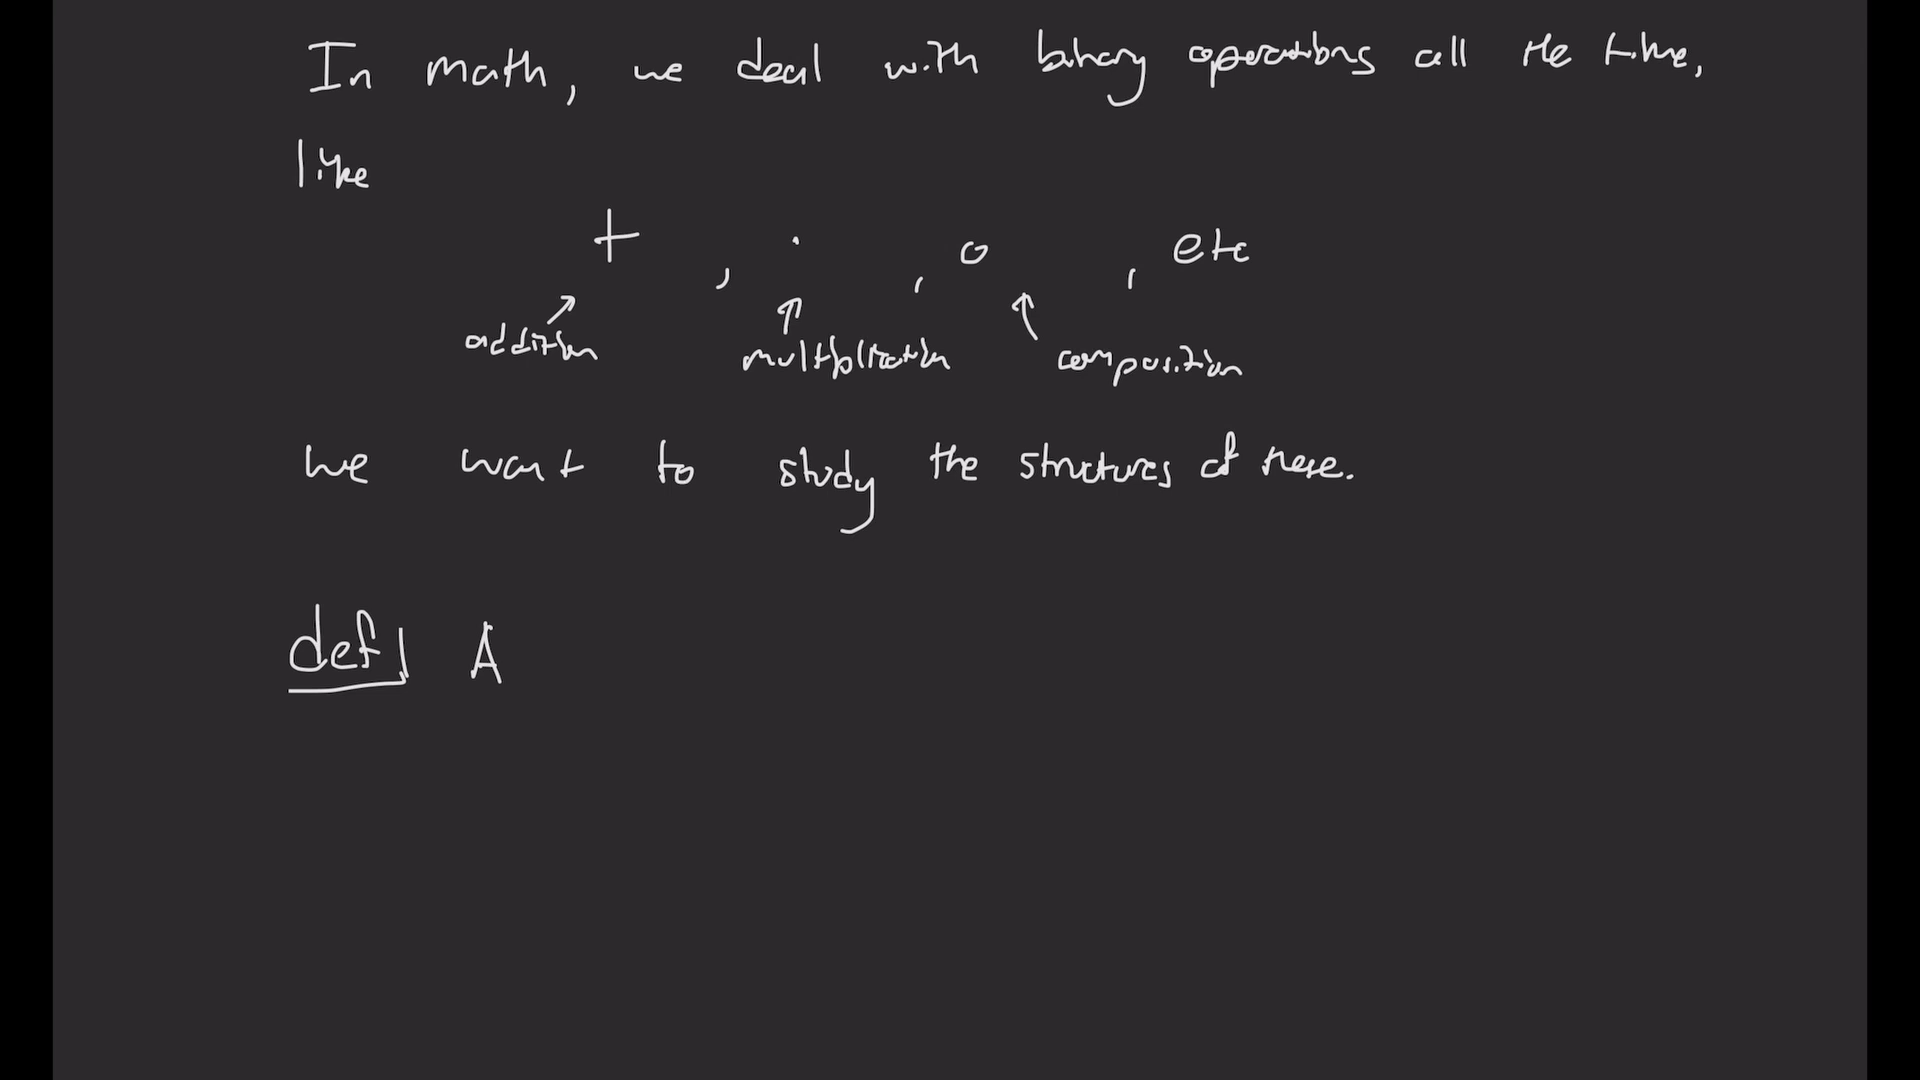 In math, we deal with binary operations all the time,
like
+ , · , o , etc
addition multiplication composition
we want to study the structures of these.
def| A